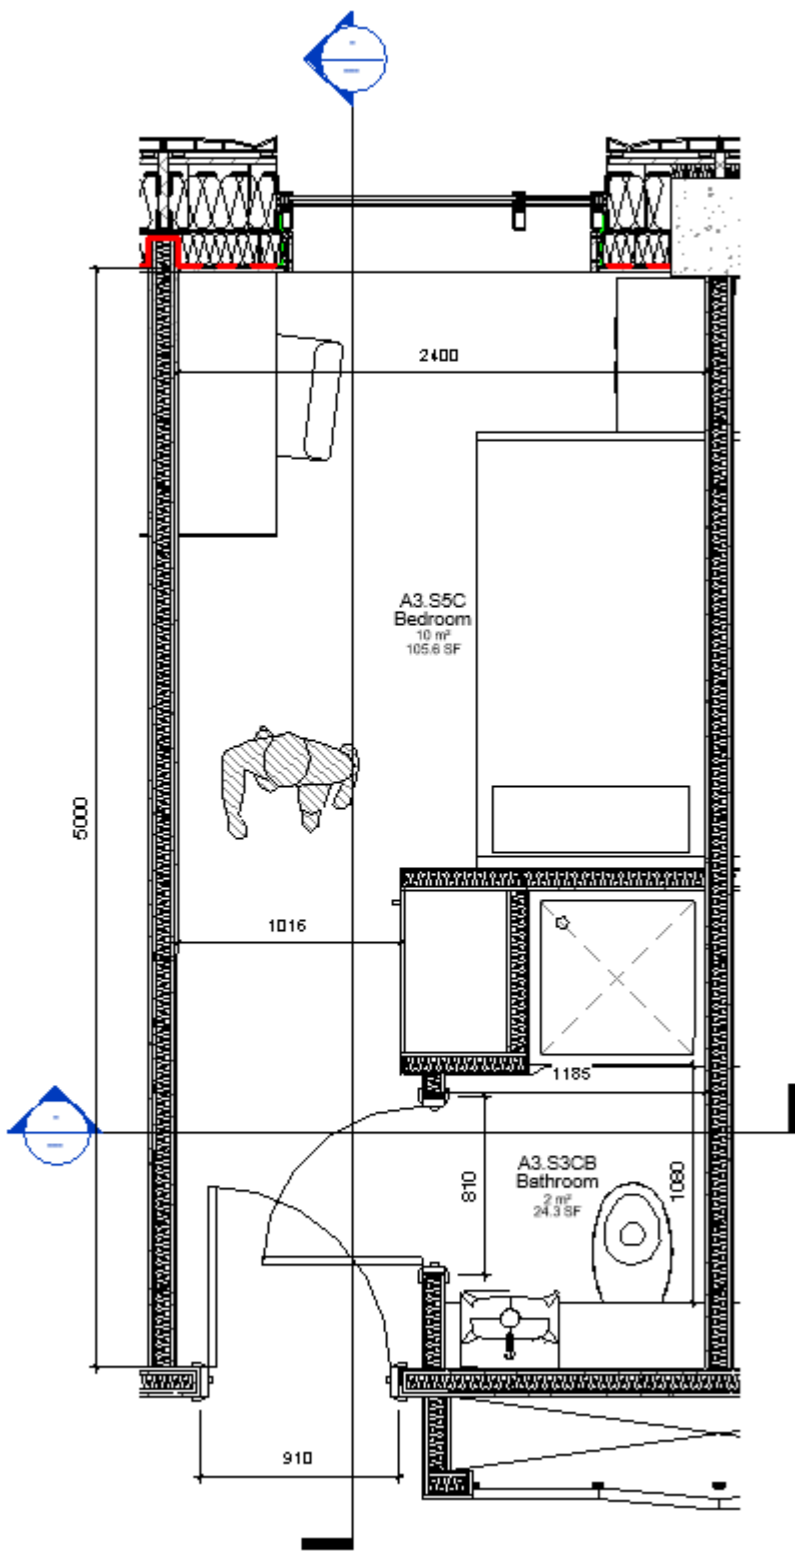 2400
A3.S5C
Bedroom
10 m²
105.6 SF
5000
1016
1185
A3.S3CB
Bathroom
2 m²
24.3 SF
810
1080
910